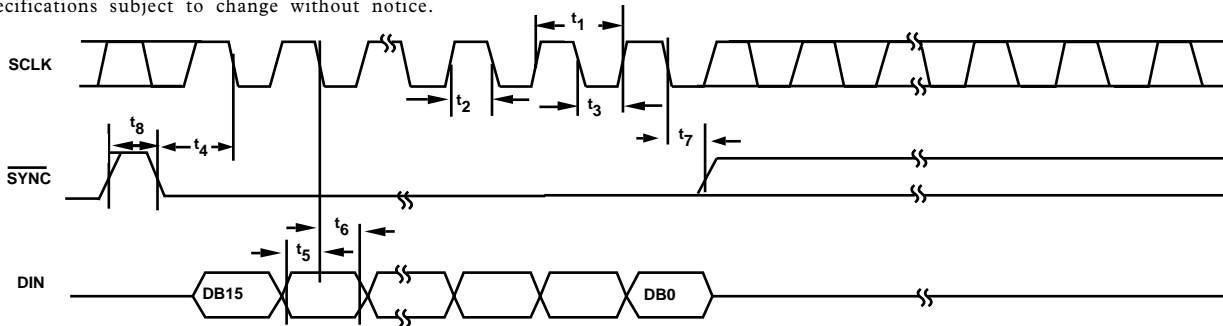 ecifications subject to change without notice.
t1
SCLK
t2
t3
t8
t4
t7
SYNC
t6
t5
DIN
DB15
DB0